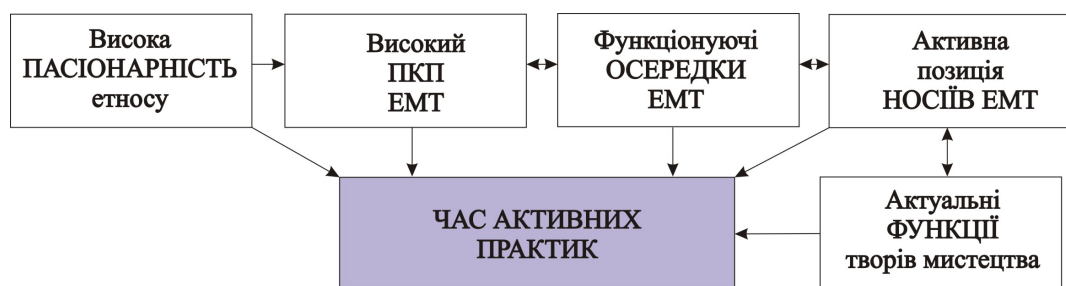 Висока
ПАСІОНАРНІСТЬ
етносу
Високий
ПКП
ЕМТ
Функціонуючі
ОСЕРЕДКИ
ЕМТ
Активна
позиція
НОСІЇВ ЕМТ
ЧАС АКТИВНИХ
ПРАКТИК
Актуальні
ФУНКЦІЇ
творів мистецтва